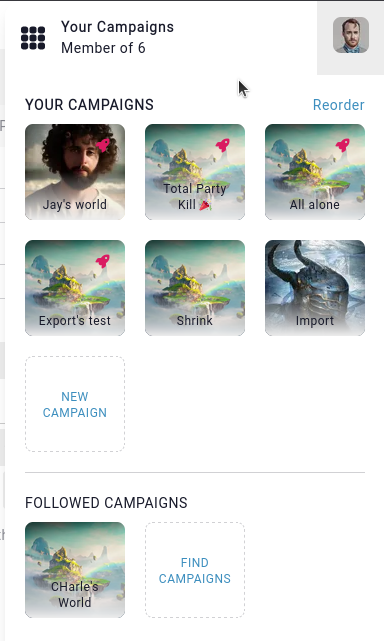 Your Campaigns
Member of 6
YOUR CAMPAIGNS
Reorder
Jay's world
Total Party
Kill 🎉
All alone
Export's test
Shrink
Import
NEW
CAMPAIGN
FOLLOWED CAMPAIGNS
CHarle's
World
FIND
CAMPAIGNS